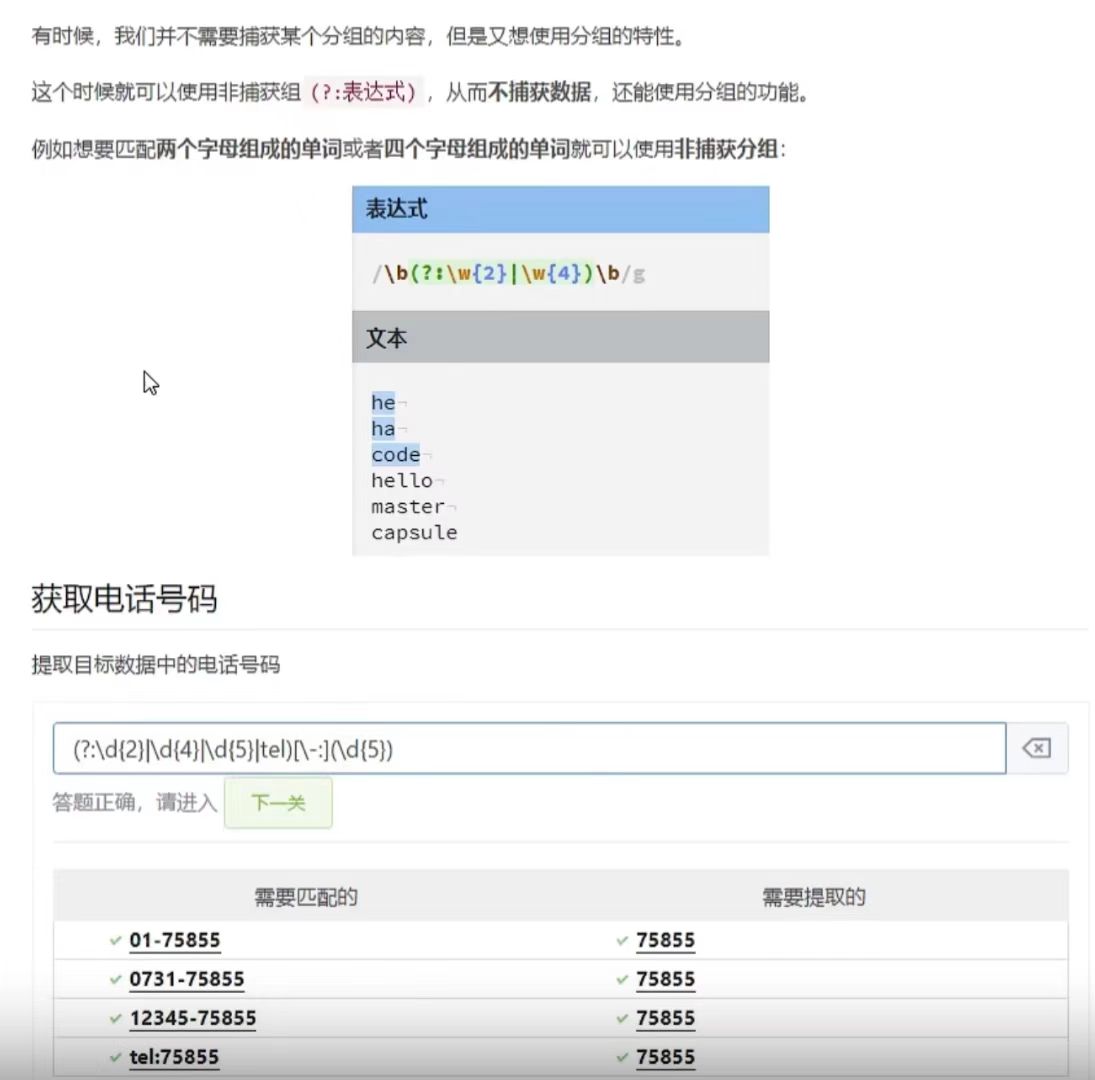 有时候，我们并不需要捕获某个分组的内容，但是又想使用分组的特性。
这个时候就可以使用非捕获组(?:表达式)，从而不捕获数据，还能使用分组的功能。
例如想要匹配两个字母组成的单词或者四个字母组成的单词就可以使用非捕获分组：
表达式
/\b(?:\w{2}|\w{4})\b/g
文本
he¬
ha¬
code¬
hello¬
master¬
capsule
获取电话号码
提取目标数据中的电话号码
(?:\d{2}|\d{4}|\d{5}|tel)[\-:](\d{5})
答题正确，请进入 下一关
需要匹配的 需要提取的
01-75855 75855
0731-75855 75855
12345-75855 75855
tel:75855 75855